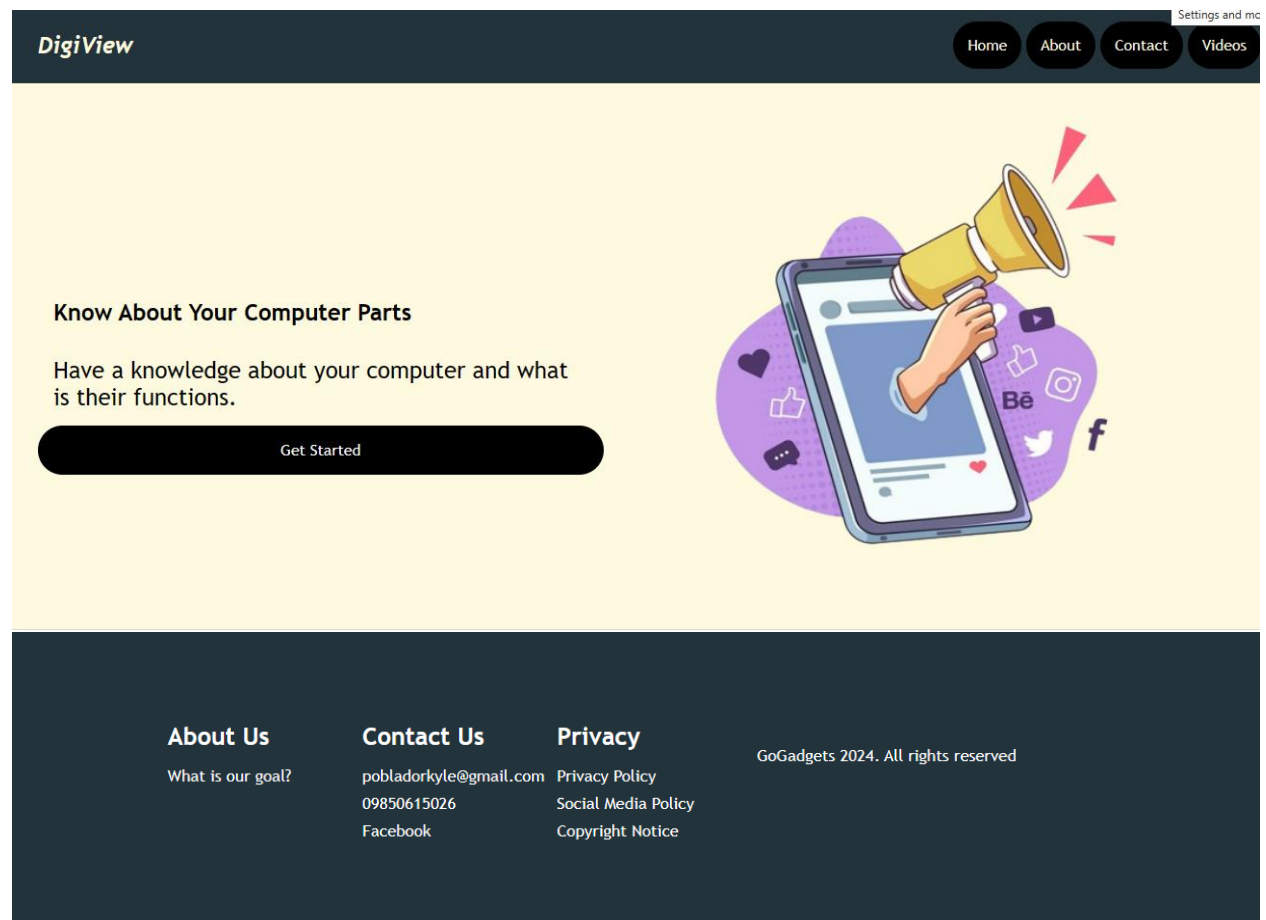 Settings and mo
DigiView
Home About Contact Videos
Know About Your Computer Parts
Have a knowledge about your computer and what
is their functions.
Get Started
Bē
f
About Us
What is our goal?
Contact Us
pobladorkyle@gmail.com
09850615026
Facebook
Privacy
Privacy Policy
Social Media Policy
Copyright Notice
GoGadgets 2024. All rights reserved